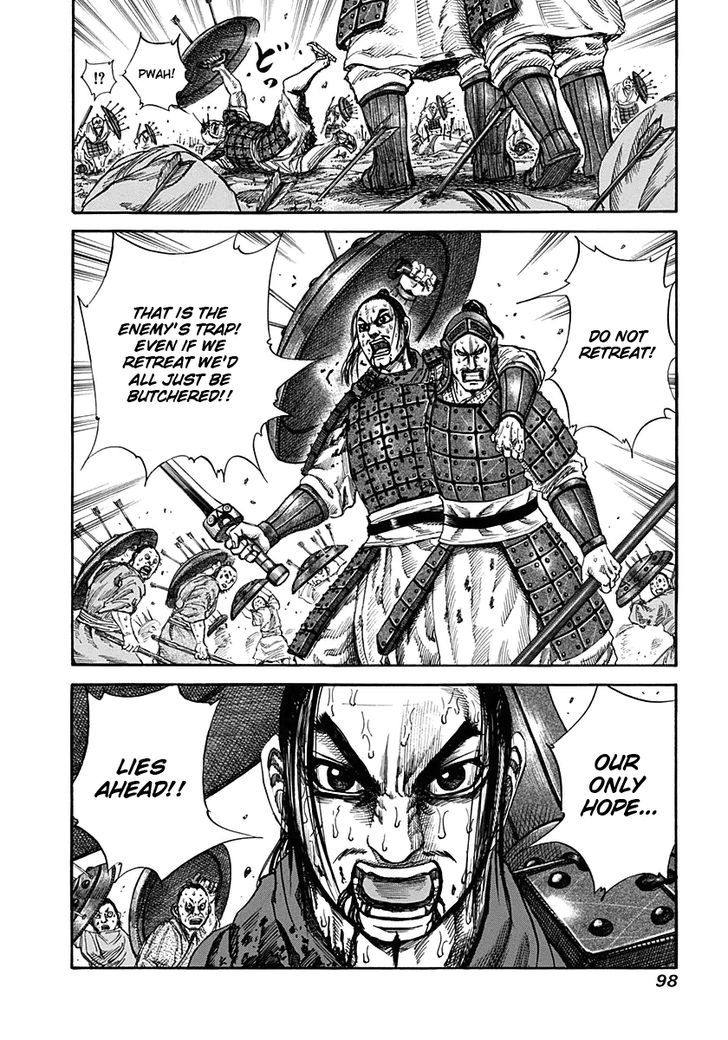 どっ
PWAH!
!?
DO NOT
RETREAT!
THAT IS THE
ENEMY'S TRAP!
EVEN IF WE
RETREAT WE'D
ALL JUST BE
BUTCHERED!!
OUR
ONLY
HOPE...
LIES
AHEAD!!
98